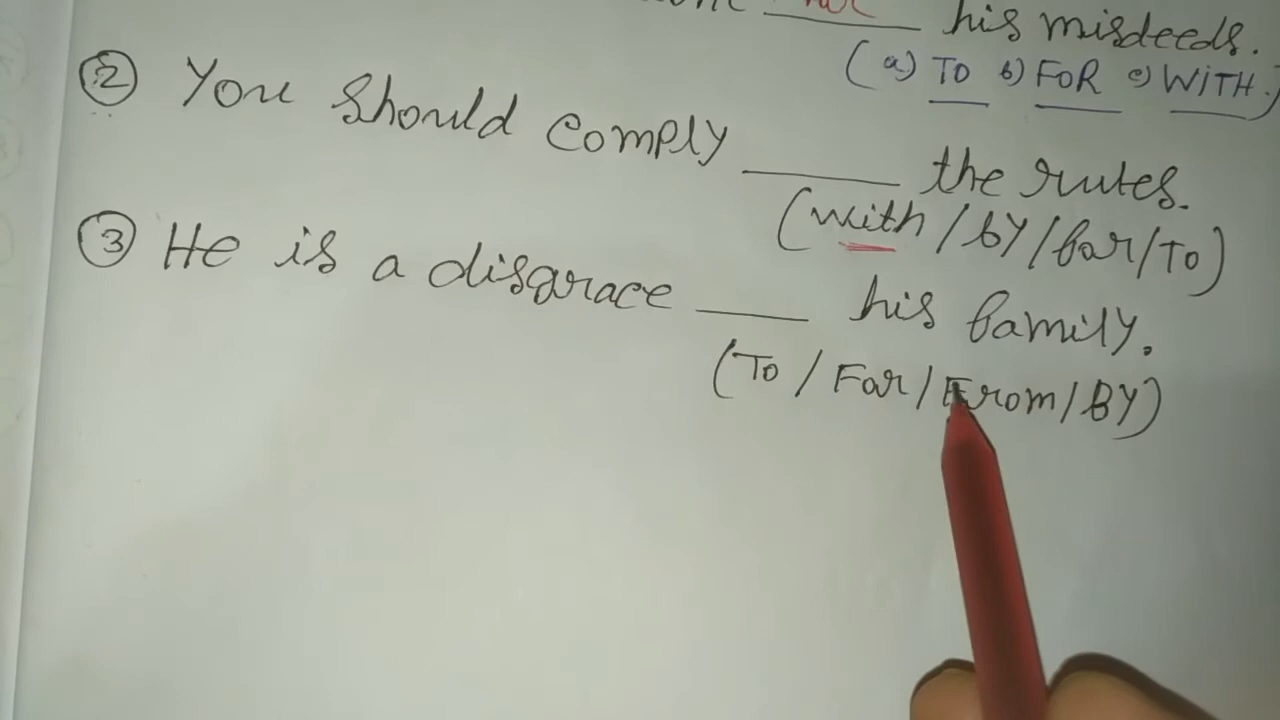 his misdeeds.
(a) TO b) FOR c) WITH.)
② You should comply ______ the rules.
(with / by / for / To)
③ He is a disgrace ____ his family.
(To / For / From / BY)